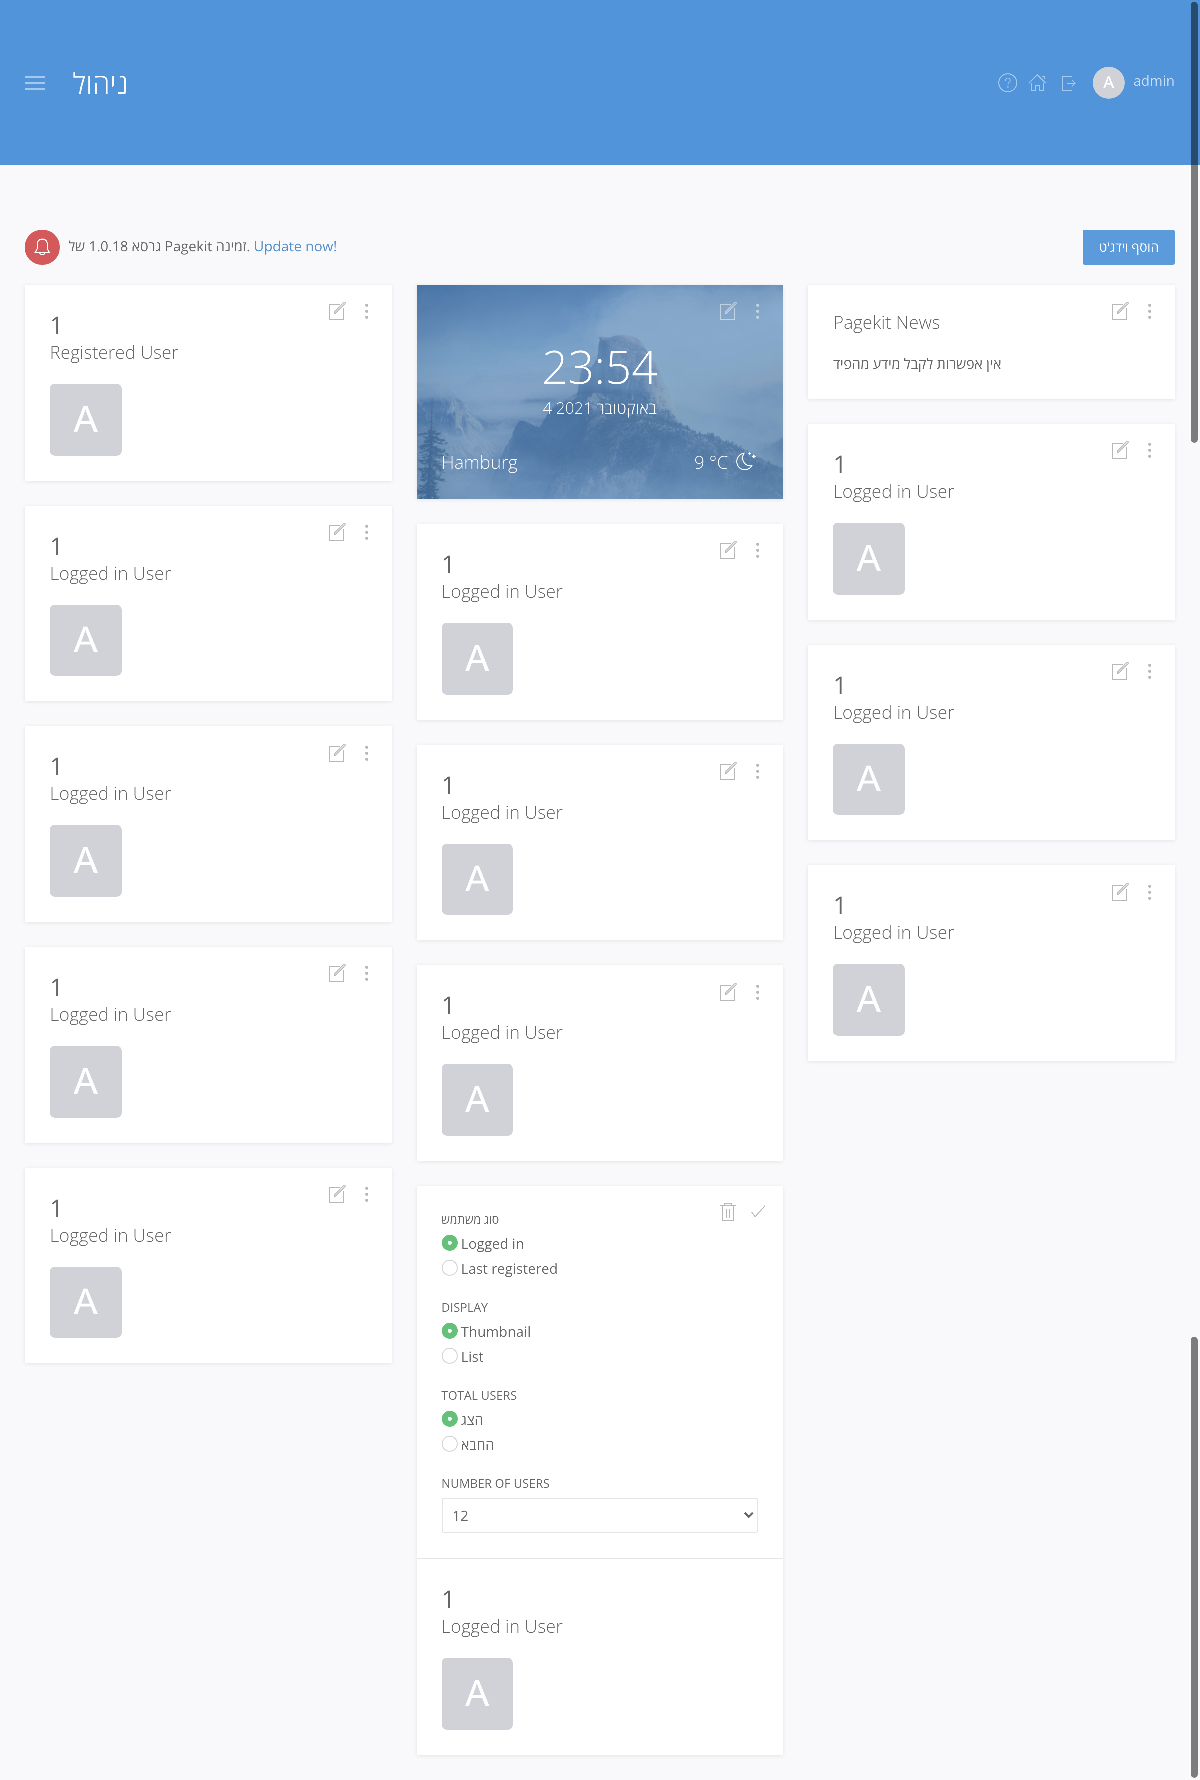 ניהול
A admin
גרסא 1.0.18 של Pagekit זמינה. Update now!
הוסף וידג'ט
1
Registered User
A
1
Logged in User
A
1
Logged in User
A
1
Logged in User
A
1
Logged in User
A
23:54
4 באוקטובר 2021
Hamburg 9 °C
1
Logged in User
A
1
Logged in User
A
1
Logged in User
A
סוג משתמש
Logged in
Last registered
DISPLAY
Thumbnail
List
TOTAL USERS
הצג
החבא
NUMBER OF USERS
12
1
Logged in User
A
Pagekit News
אין אפשרות לקבל מידע מהפיד
1
Logged in User
A
1
Logged in User
A
1
Logged in User
A